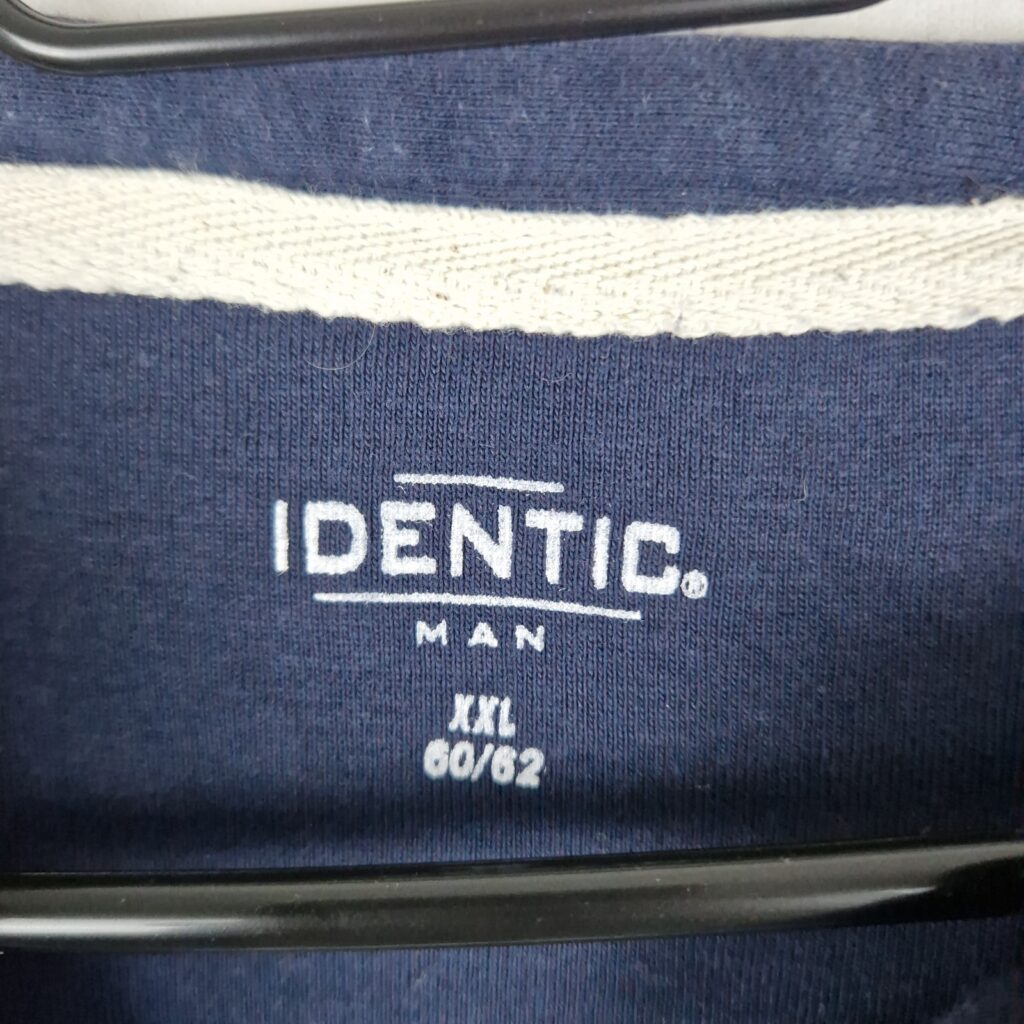 IDENTIC®
MAN
XXL
60/62